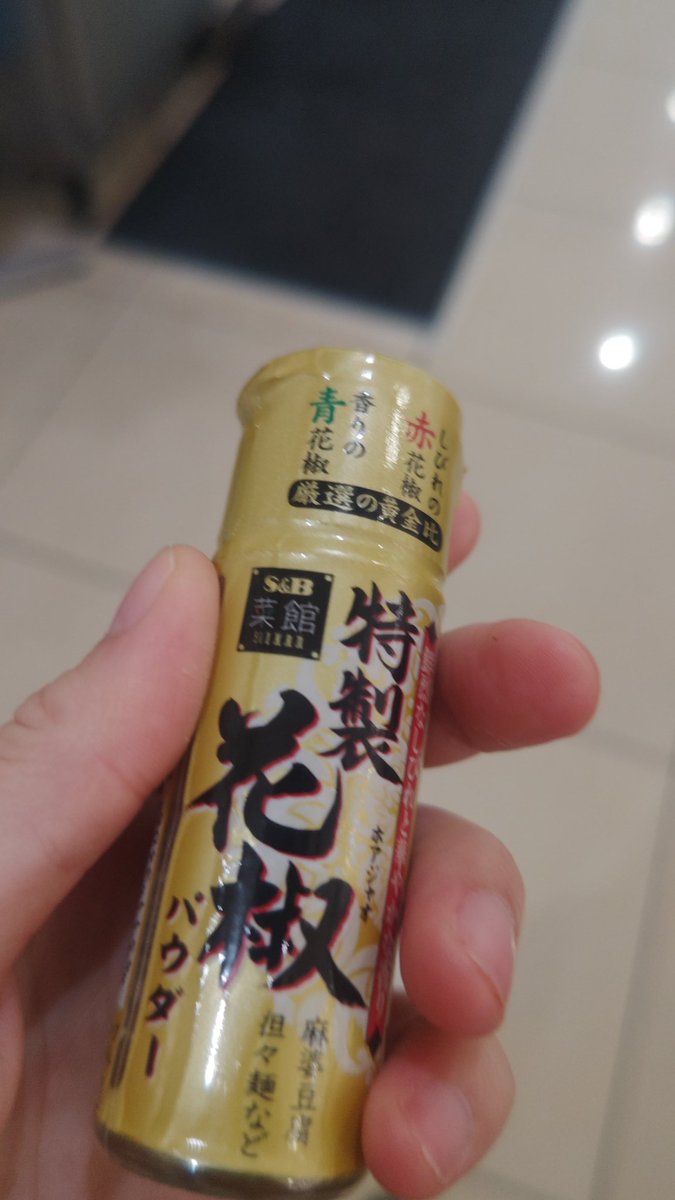 しびれの
赤花椒
香りの
青花椒
厳選の黄金比
S&B
菜館
SAIKAN
特製
花椒
ホアジャオ
パウダー
麻婆豆腐
担々麺など